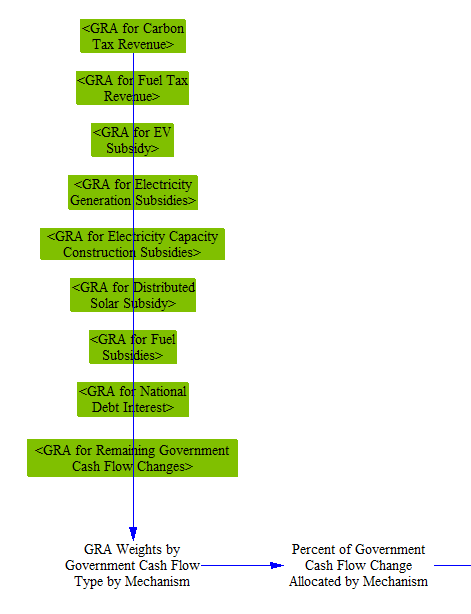 <GRA for Carbon
Tax Revenue>
<GRA for Fuel Tax
Revenue>
<GRA for EV
Subsidy>
<GRA for Electricity
Generation Subsidies>
<GRA for Electricity Capacity
Construction Subsidies>
<GRA for Distributed
Solar Subsidy>
<GRA for Fuel
Subsidies>
<GRA for National
Debt Interest>
<GRA for Remaining Government
Cash Flow Changes>
GRA Weights by
Government Cash Flow
Type by Mechanism
Percent of Government
Cash Flow Change
Allocated by Mechanism